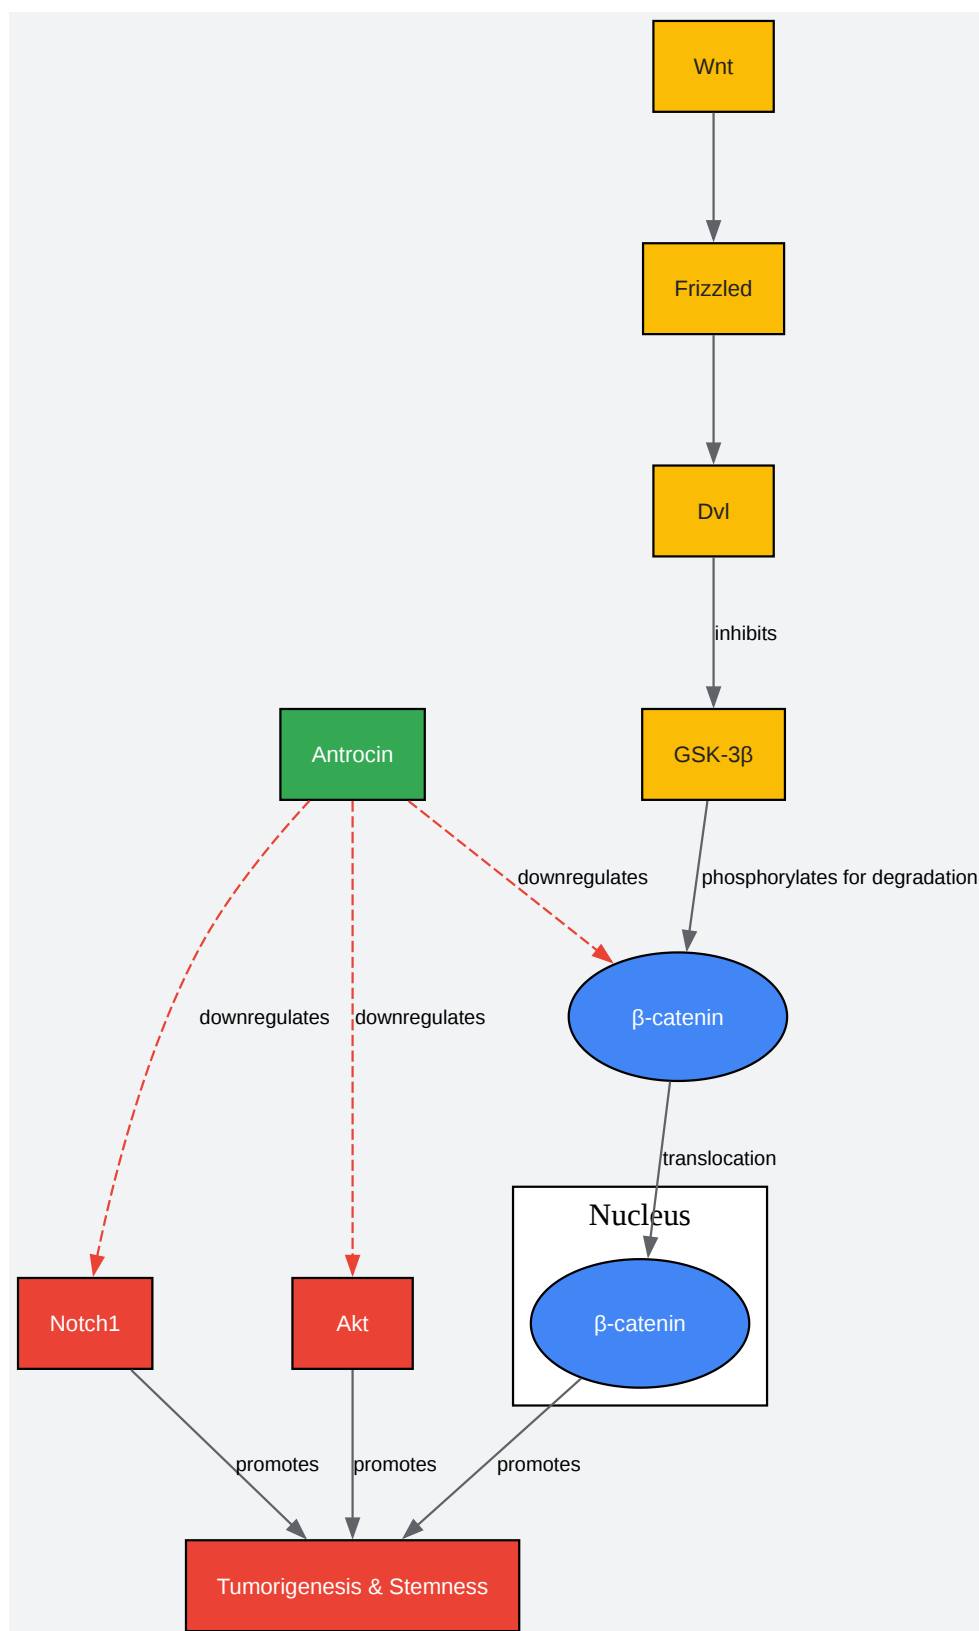 Wnt
Frizzled
Dvl
inhibits
Antrocin
GSK-3β
downregulates
phosphorylates for degradation
downregulates
downregulates
β-catenin
translocation
Nucleus
Notch1
Akt
β-catenin
promotes
promotes
promotes
Tumorigenesis & Stemness